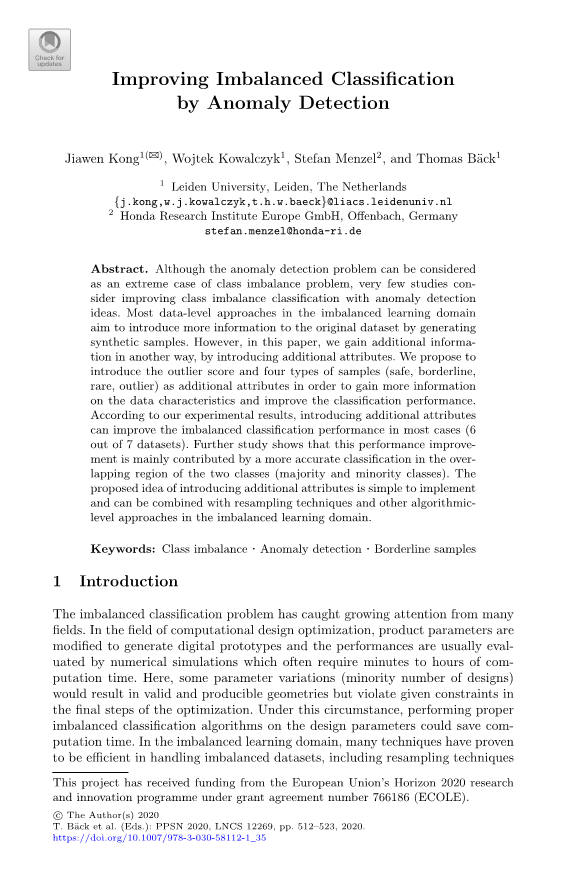 Check for
updates
Improving Imbalanced Classification
by Anomaly Detection
Jiawen Kong1(✉), Wojtek Kowalczyk1, Stefan Menzel2, and Thomas Bäck1
1 Leiden University, Leiden, The Netherlands
{j.kong,w.j.kowalczyk,t.h.w.baeck}@liacs.leidenuniv.nl
2 Honda Research Institute Europe GmbH, Offenbach, Germany
stefan.menzel@honda-ri.de
Abstract. Although the anomaly detection problem can be considered
as an extreme case of class imbalance problem, very few studies con-
sider improving class imbalance classification with anomaly detection
ideas. Most data-level approaches in the imbalanced learning domain
aim to introduce more information to the original dataset by generating
synthetic samples. However, in this paper, we gain additional informa-
tion in another way, by introducing additional attributes. We propose to
introduce the outlier score and four types of samples (safe, borderline,
rare, outlier) as additional attributes in order to gain more information
on the data characteristics and improve the classification performance.
According to our experimental results, introducing additional attributes
can improve the imbalanced classification performance in most cases (6
out of 7 datasets). Further study shows that this performance improve-
ment is mainly contributed by a more accurate classification in the over-
lapping region of the two classes (majority and minority classes). The
proposed idea of introducing additional attributes is simple to implement
and can be combined with resampling techniques and other algorithmic-
level approaches in the imbalanced learning domain.
Keywords: Class imbalance · Anomaly detection · Borderline samples
1 Introduction
The imbalanced classification problem has caught growing attention from many
fields. In the field of computational design optimization, product parameters are
modified to generate digital prototypes and the performances are usually eval-
uated by numerical simulations which often require minutes to hours of com-
putation time. Here, some parameter variations (minority number of designs)
would result in valid and producible geometries but violate given constraints in
the final steps of the optimization. Under this circumstance, performing proper
imbalanced classification algorithms on the design parameters could save com-
putation time. In the imbalanced learning domain, many techniques have proven
to be efficient in handling imbalanced datasets, including resampling techniques
This project has received funding from the European Union's Horizon 2020 research
and innovation programme under grant agreement number 766186 (ECOLE).
© The Author(s) 2020
T. Bäck et al. (Eds.): PPSN 2020, LNCS 12269, pp. 512–523, 2020.
https://doi.org/10.1007/978-3-030-58112-1_35